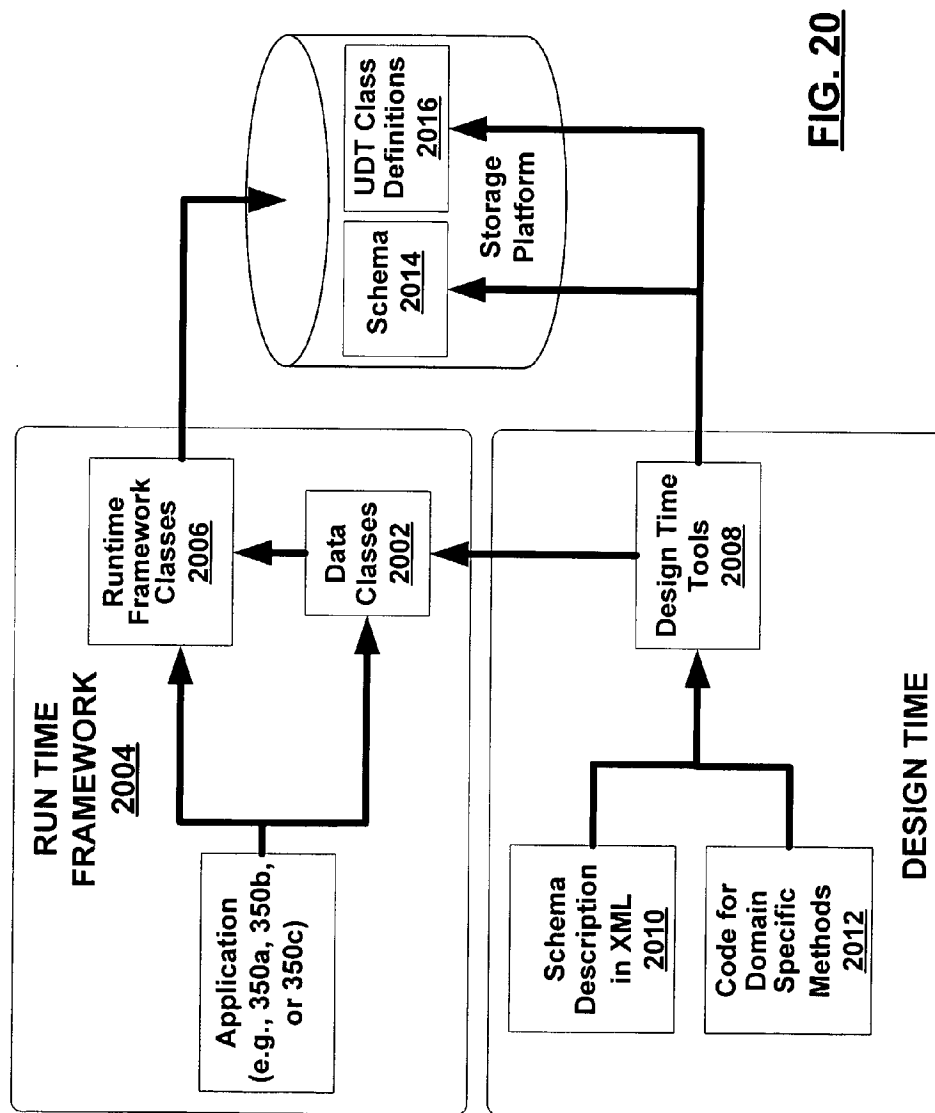 RUN TIME
FRAMEWORK
2004
Application
(e.g., 350a, 350b,
or 350c)
Runtime
Framework
Classes
2006
Data
Classes
2002
Schema
Description
in XML
2010
Code for
Domain
Specific
Methods
2012
Design Time
Tools
2008
DESIGN TIME
Schema
2014
UDT Class
Definitions
2016
Storage
Platform
FIG. 20